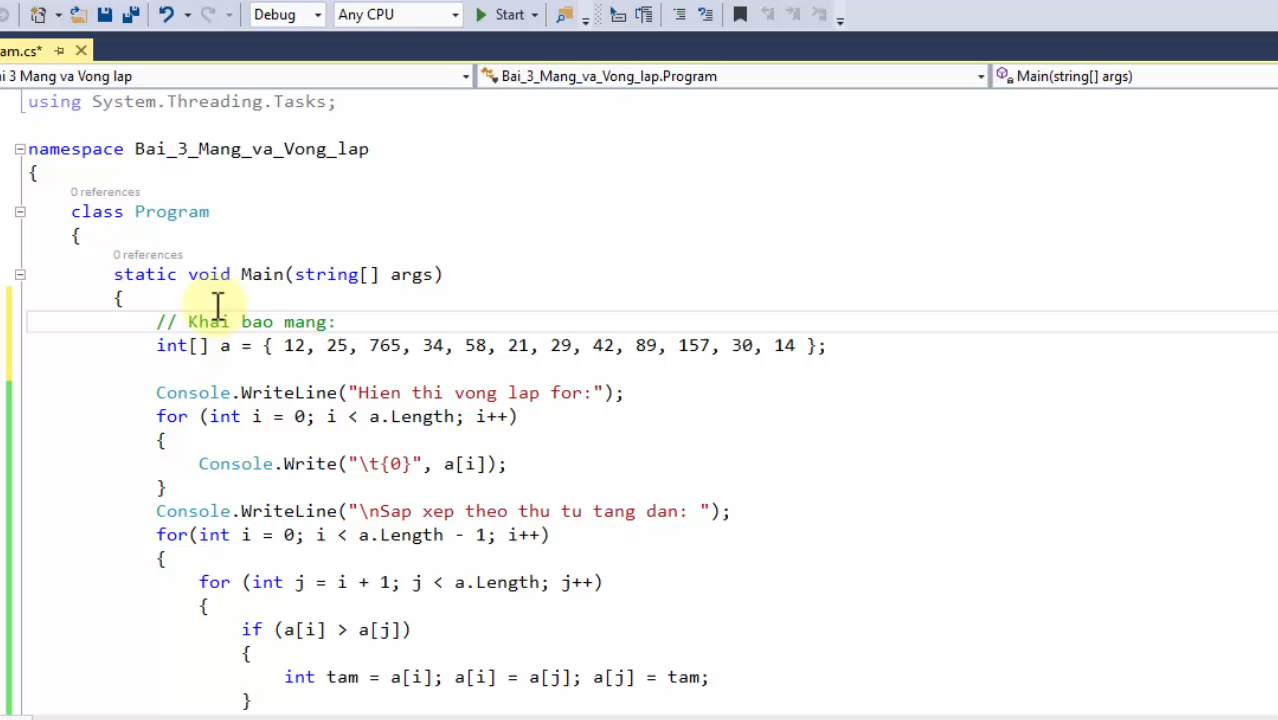 Debug Any CPU Start
am.cs*
i 3 Mang va Vong lap Bai_3_Mang_va_Vong_lap.Program Main(string[] args)
using System.Threading.Tasks;
namespace Bai_3_Mang_va_Vong_lap
{
0 references
class Program
{
0 references
static void Main(string[] args)
{
// Khai bao mang:
int[] a = { 12, 25, 765, 34, 58, 21, 29, 42, 89, 157, 30, 14 };
Console.WriteLine("Hien thi vong lap for:");
for (int i = 0; i < a.Length; i++)
{
Console.Write("\t{0}", a[i]);
}
Console.WriteLine("\nSap xep theo thu tu tang dan: ");
for(int i = 0; i < a.Length - 1; i++)
{
for (int j = i + 1; j < a.Length; j++)
{
if (a[i] > a[j])
{
int tam = a[i]; a[i] = a[j]; a[j] = tam;
}